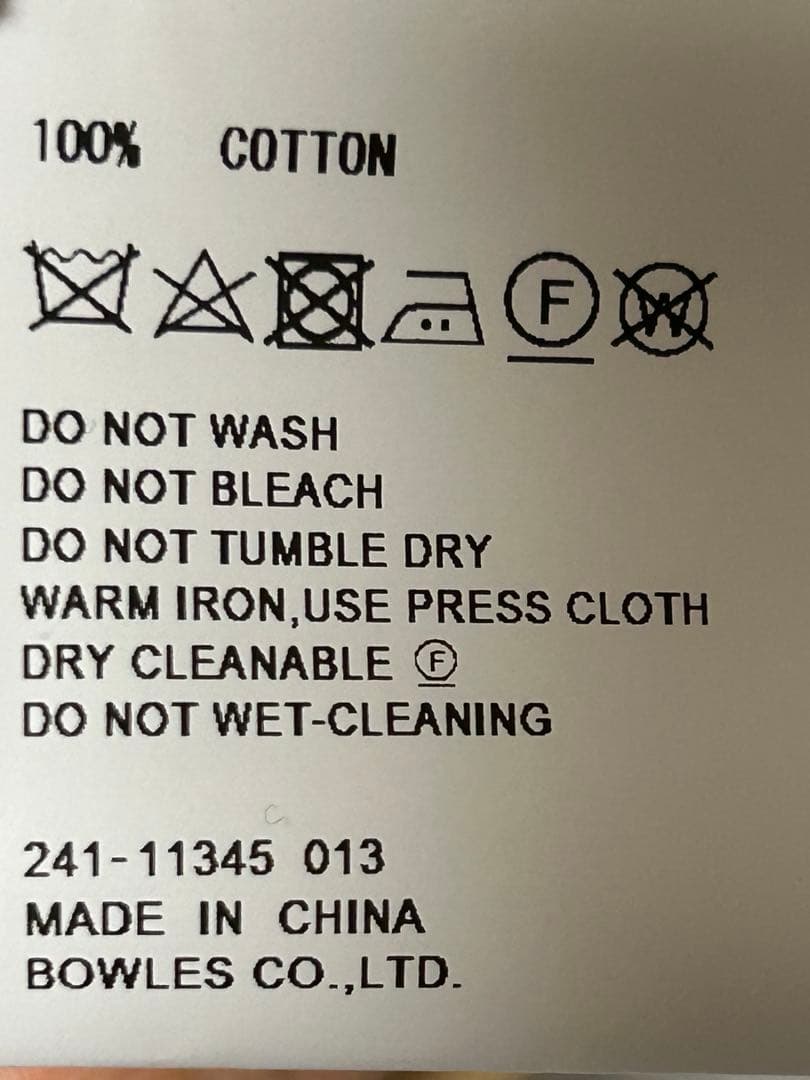 100% COTTON
F W
DO NOT WASH
DO NOT BLEACH
DO NOT TUMBLE DRY
WARM IRON,USE PRESS CLOTH
DRY CLEANABLE Ⓕ
DO NOT WET-CLEANING
241-11345 013
MADE IN CHINA
BOWLES CO.,LTD.